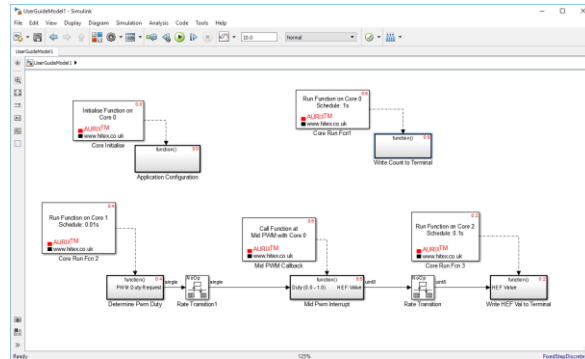 UserGuideModel1 - Simulink
File Edit View Display Diagram Simulation Analysis Code Tools Help
10.0
Normal
UserGuideModel1
UserGuideModel1
Initialise Function on
Core 0
AURIX™
www.hitex.co.uk
Core Initialise
function()
Application Configuration
Run Function on Core 0
Schedule: 1s
AURIX™
www.hitex.co.uk
Core Run Fcn1
function()
Write Count to Terminal
Run Function on Core 1
Schedule: 0.01s
AURIX™
www.hitex.co.uk
Core Run Fcn 2
Call Function at
Mid PWM with Core 0
AURIX™
www.hitex.co.uk
Mid PWM Callback
Run Function on Core 2
Schedule: 0.1s
AURIX™
www.hitex.co.uk
Core Run Fcn 3
function()
PWM Duty Request
Determine Pwm Duty
single
NoOp
Rate Transition1
single
function()
Duty (0.0 - 1.0) HEF Value
Mid Pwm Interrupt
uint8
NoOp
Rate Transition
uint8
function()
HEF Value
Write HEF Val to Terminal
Ready
125%
FixedStepDiscrete